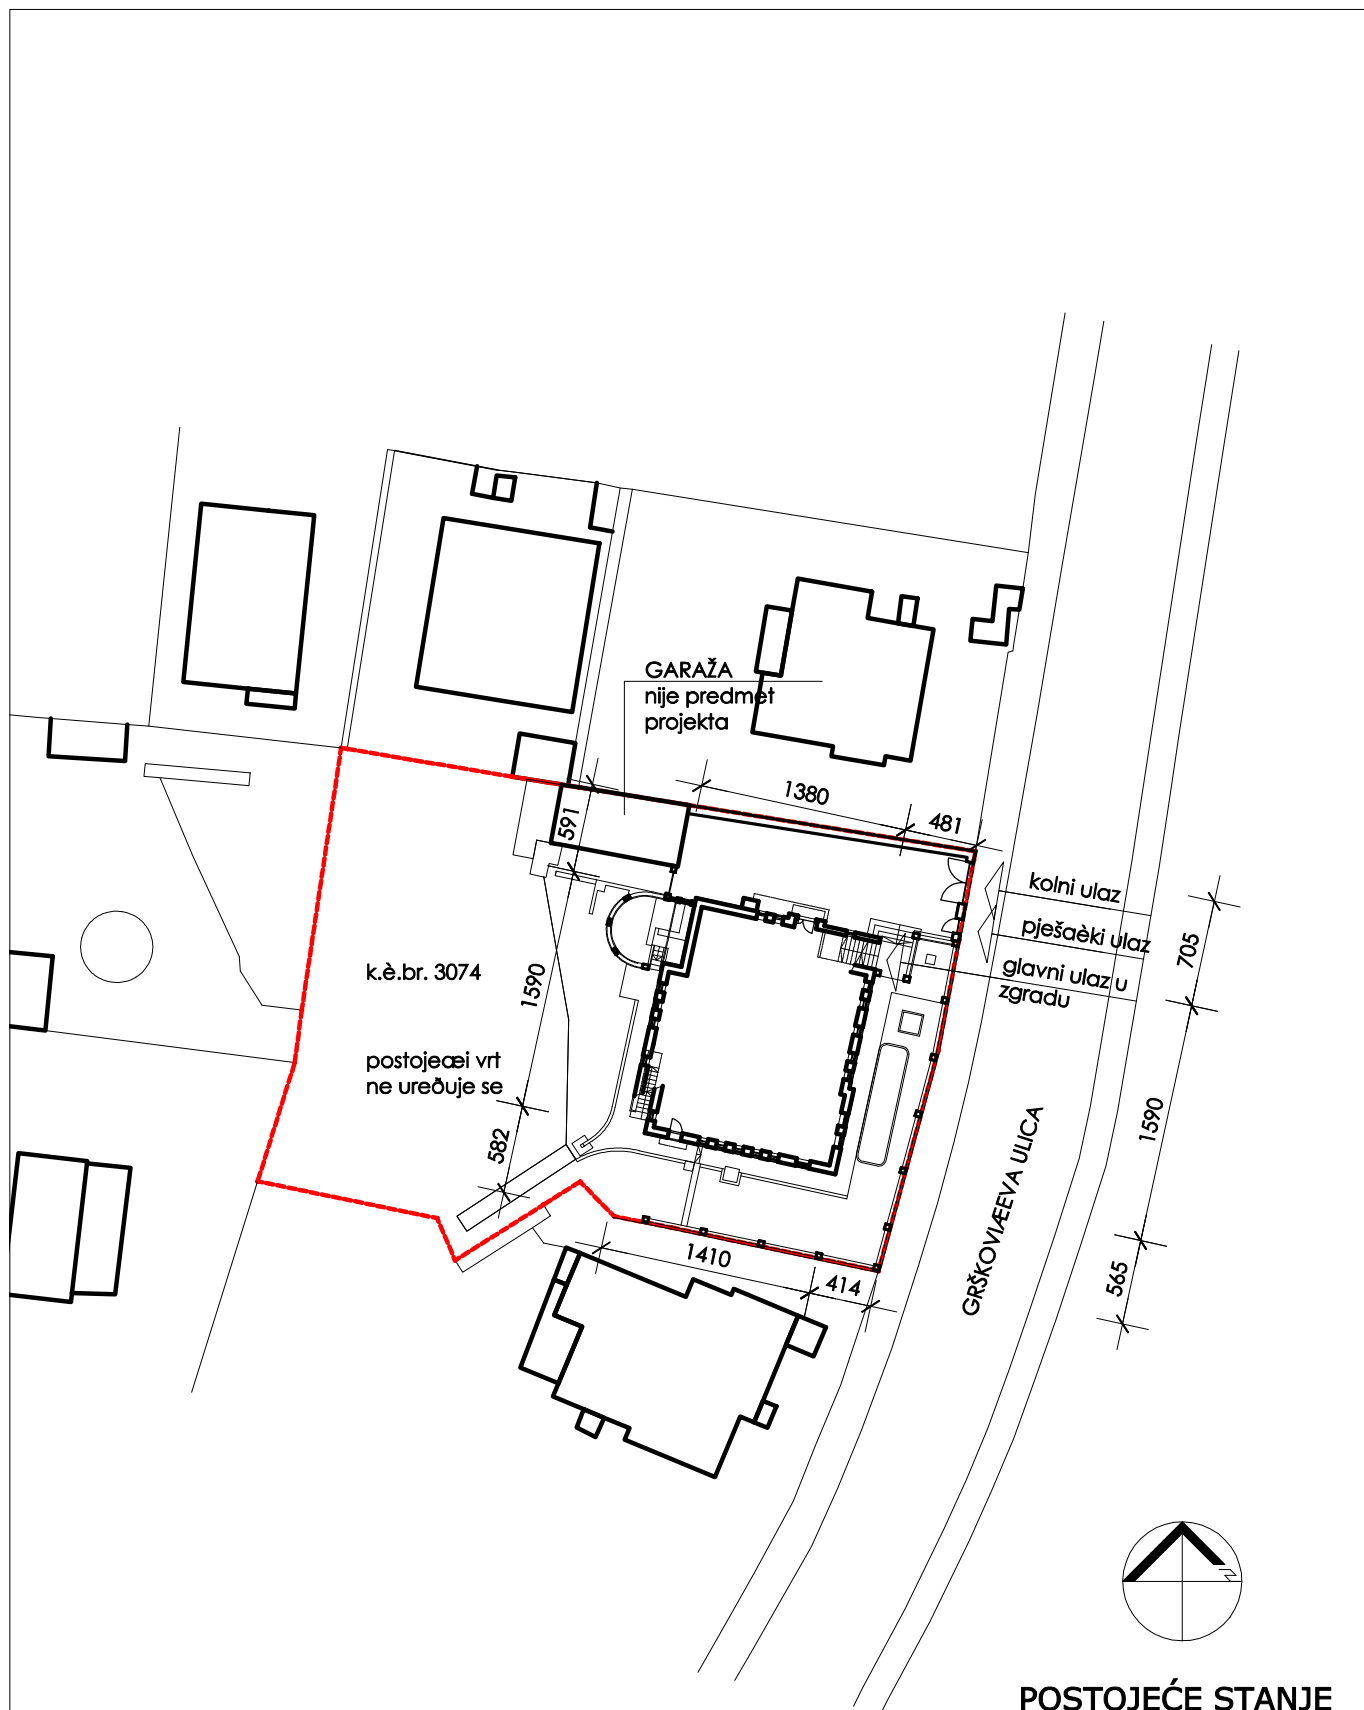 GARAŽA
nije predmet
projekta
1380
481
591
kolni ulaz
pješaèki ulaz
glavni ulaz u
zgradu
705
k.è.br. 3074
1590
postojeæi vrt
ne ureðuje se
582
1590
GRŠKOVIÆEVA ULICA
1410
414
565
POSTOJEĆE STANJE